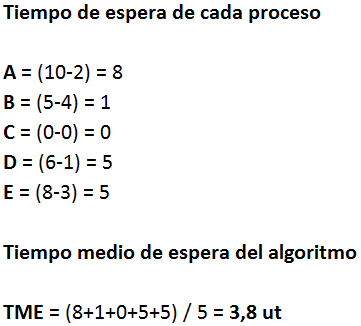 Tiempo de espera de cada proceso
A = (10-2) = 8
B = (5-4) = 1
C = (0-0) = 0
D = (6-1) = 5
E = (8-3) = 5
Tiempo medio de espera del algoritmo
TME = (8+1+0+5+5) / 5 = 3,8 ut